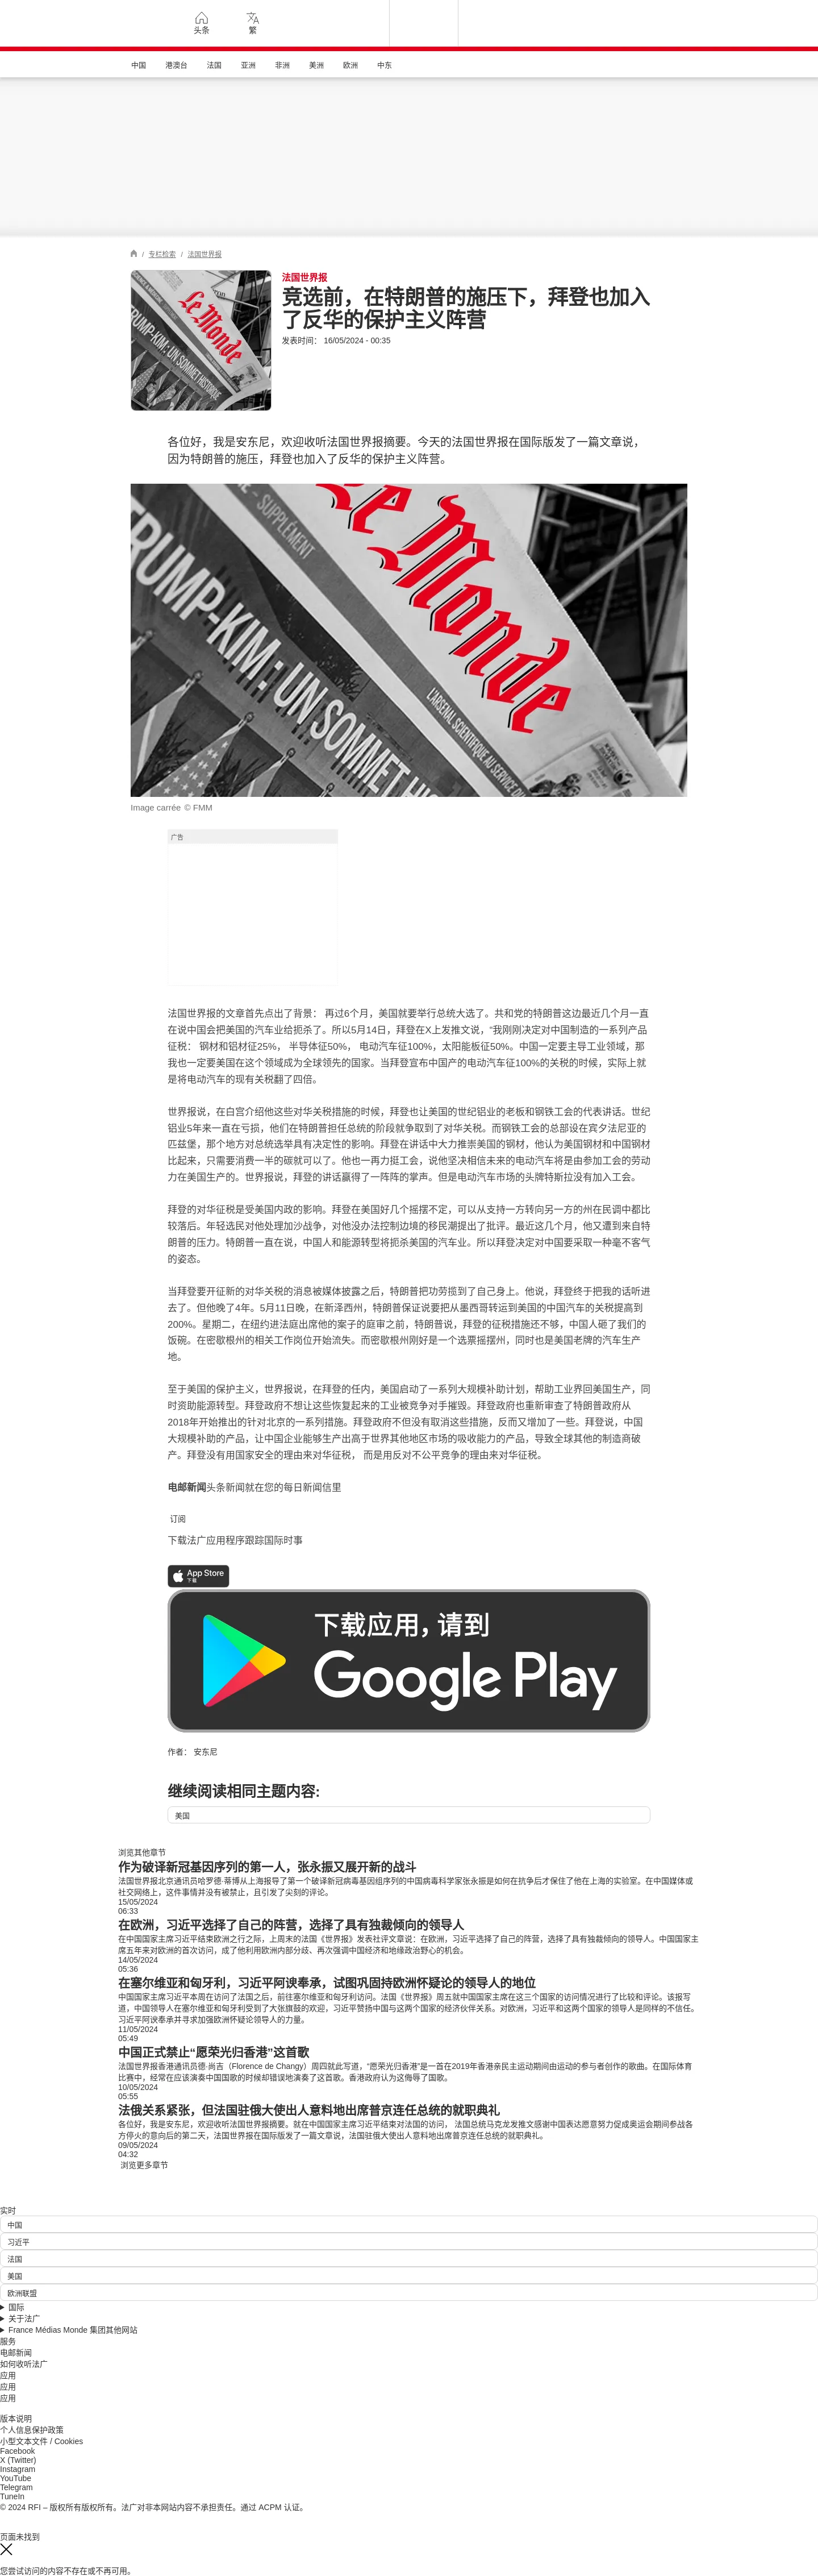 头条
繁
中国
港澳台
法国
亚洲
非洲
美洲
欧洲
中东
/ 专栏检索 / 法国世界报
法国世界报
竞选前，在特朗普的施压下，拜登也加入
了反华的保护主义阵营
发表时间： 16/05/2024 - 00:35
各位好，我是安东尼，欢迎收听法国世界报摘要。今天的法国世界报在国际版发了一篇文章说，
因为特朗普的施压，拜登也加入了反华的保护主义阵营。
SUPPLÉMENT
Le Monde
TRUMP-KIM : UN SOMMET HISTORIQUE
L'ARSENAL SCIENTIFIQUE AU SERVICE DU
Image carrée © FMM
广告
法国世界报的文章首先点出了背景： 再过6个月，美国就要举行总统大选了。共和党的特朗普这边最近几个月一直
在说中国会把美国的汽车业给扼杀了。所以5月14日，拜登在X上发推文说，“我刚刚决定对中国制造的一系列产品
征税： 钢材和铝材征25%， 半导体征50%， 电动汽车征100%，太阳能板征50%。中国一定要主导工业领域，那
我也一定要美国在这个领域成为全球领先的国家。当拜登宣布中国产的电动汽车征100%的关税的时候，实际上就
是将电动汽车的现有关税翻了四倍。
世界报说，在白宫介绍他这些对华关税措施的时候，拜登也让美国的世纪铝业的老板和钢铁工会的代表讲话。世纪
铝业5年来一直在亏损，他们在特朗普担任总统的阶段就争取到了对华关税。而钢铁工会的总部设在宾夕法尼亚的
匹兹堡，那个地方对总统选举具有决定性的影响。拜登在讲话中大力推崇美国的钢材，他认为美国钢材和中国钢材
比起来，只需要消费一半的碳就可以了。他也一再力挺工会，说他坚决相信未来的电动汽车将是由参加工会的劳动
力在美国生产的。世界报说，拜登的讲话赢得了一阵阵的掌声。但是电动汽车市场的头牌特斯拉没有加入工会。
拜登的对华征税是受美国内政的影响。拜登在美国好几个摇摆不定，可以从支持一方转向另一方的州在民调中都比
较落后。年轻选民对他处理加沙战争，对他没办法控制边境的移民潮提出了批评。最近这几个月，他又遭到来自特
朗普的压力。特朗普一直在说，中国人和能源转型将扼杀美国的汽车业。所以拜登决定对中国要采取一种毫不客气
的姿态。
当拜登要开征新的对华关税的消息被媒体披露之后，特朗普把功劳揽到了自己身上。他说，拜登终于把我的话听进
去了。但他晚了4年。5月11日晚，在新泽西州，特朗普保证说要把从墨西哥转运到美国的中国汽车的关税提高到
200%。星期二，在纽约进法庭出席他的案子的庭审之前，特朗普说，拜登的征税措施还不够，中国人砸了我们的
饭碗。在密歇根州的相关工作岗位开始流失。而密歇根州刚好是一个选票摇摆州，同时也是美国老牌的汽车生产
地。
至于美国的保护主义，世界报说，在拜登的任内，美国启动了一系列大规模补助计划，帮助工业界回美国生产，同
时资助能源转型。拜登政府不想让这些恢复起来的工业被竞争对手摧毁。拜登政府也重新审查了特朗普政府从
2018年开始推出的针对北京的一系列措施。拜登政府不但没有取消这些措施，反而又增加了一些。拜登说，中国
大规模补助的产品，让中国企业能够生产出高于世界其他地区市场的吸收能力的产品，导致全球其他的制造商破
产。拜登没有用国家安全的理由来对华征税， 而是用反对不公平竞争的理由来对华征税。
电邮新闻头条新闻就在您的每日新闻信里
订阅
下载法广应用程序跟踪国际时事
App Store
下载
下载应用，请到
Google Play
作者： 安东尼
继续阅读相同主题内容:
美国
浏览其他章节
作为破译新冠基因序列的第一人，张永振又展开新的战斗
法国世界报北京通讯员哈罗德·蒂博从上海报导了第一个破译新冠病毒基因组序列的中国病毒科学家张永振是如何在抗争后才保住了他在上海的实验室。在中国媒体或
社交网络上，这件事情并没有被禁止，且引发了尖刻的评论。
15/05/2024
06:33
在欧洲，习近平选择了自己的阵营，选择了具有独裁倾向的领导人
在中国国家主席习近平结束欧洲之行之际，上周末的法国《世界报》发表社评文章说：在欧洲，习近平选择了自己的阵营，选择了具有独裁倾向的领导人。中国国家主
席五年来对欧洲的首次访问，成了他利用欧洲内部分歧、再次强调中国经济和地缘政治野心的机会。
14/05/2024
05:36
在塞尔维亚和匈牙利，习近平阿谀奉承，试图巩固持欧洲怀疑论的领导人的地位
中国国家主席习近平本周在访问了法国之后，前往塞尔维亚和匈牙利访问。法国《世界报》周五就中国国家主席在这三个国家的访问情况进行了比较和评论。该报写
道，中国领导人在塞尔维亚和匈牙利受到了大张旗鼓的欢迎，习近平赞扬中国与这两个国家的经济伙伴关系。对欧洲，习近平和这两个国家的领导人是同样的不信任。
习近平阿谀奉承并寻求加强欧洲怀疑论领导人的力量。
11/05/2024
05:49
中国正式禁止“愿荣光归香港”这首歌
法国世界报香港通讯员德·尚吉（Florence de Changy）周四就此写道，“愿荣光归香港”是一首在2019年香港亲民主运动期间由运动的参与者创作的歌曲。在国际体育
比赛中，经常在应该演奏中国国歌的时候却错误地演奏了这首歌。香港政府认为这侮辱了国歌。
10/05/2024
05:55
法俄关系紧张，但法国驻俄大使出人意料地出席普京连任总统的就职典礼
各位好，我是安东尼，欢迎收听法国世界报摘要。就在中国国家主席习近平结束对法国的访问， 法国总统马克龙发推文感谢中国表达愿意努力促成奥运会期间参战各
方停火的意向后的第二天，法国世界报在国际版发了一篇文章说，法国驻俄大使出人意料地出席普京连任总统的就职典礼。
09/05/2024
04:32
浏览更多章节
实时
中国
习近平
法国
美国
欧洲联盟
国际
关于法广
France Médias Monde 集团其他网站
服务
电邮新闻
如何收听法广
应用
应用
应用
版本说明
个人信息保护政策
小型文本文件 / Cookies
Facebook
X (Twitter)
Instagram
YouTube
Telegram
TuneIn
© 2024 RFI – 版权所有版权所有。法广对非本网站内容不承担责任。通过 ACPM 认证。
页面未找到
您尝试访问的内容不存在或不再可用。